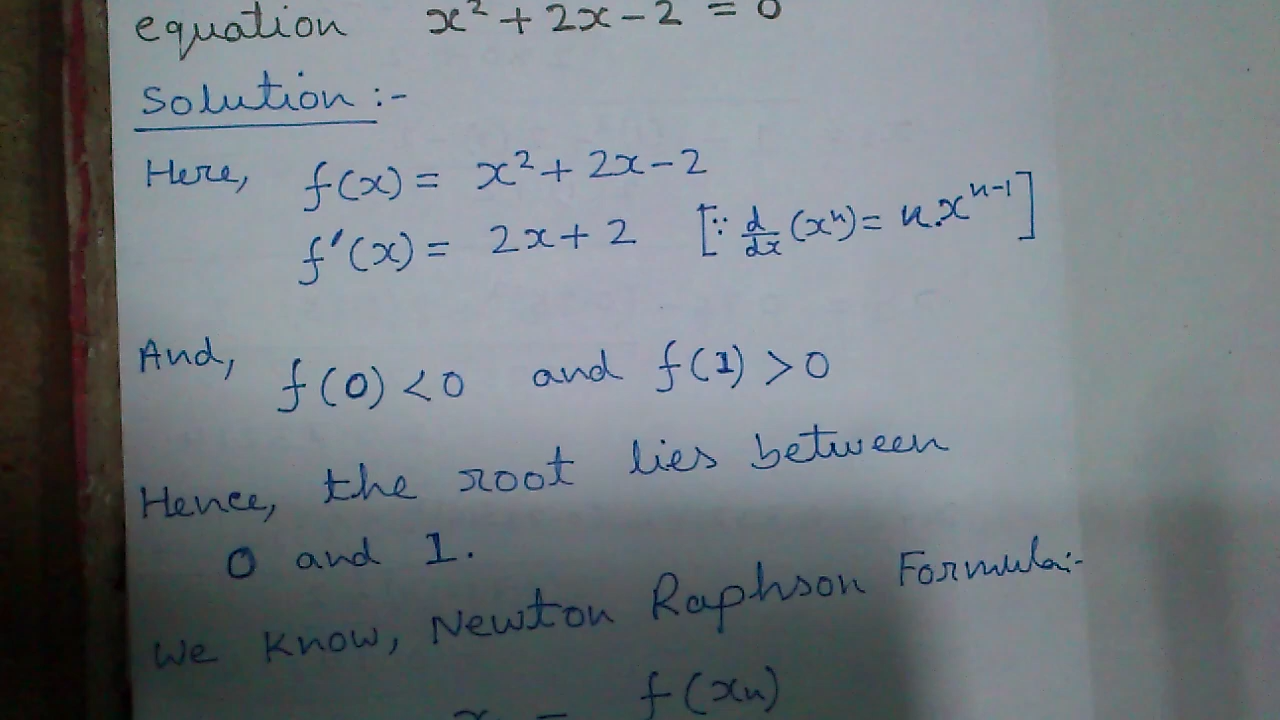 equation x² + 2x - 2 = 0
Solution :-
Here, f(x) = x² + 2x - 2
f'(x) = 2x + 2 [∵ d/dx (xⁿ) = n.xⁿ⁻¹]
And, f(0) < 0 and f(1) > 0
Hence, the root lies between
0 and 1.
We know, Newton Raphson Formula:-
f(xn)